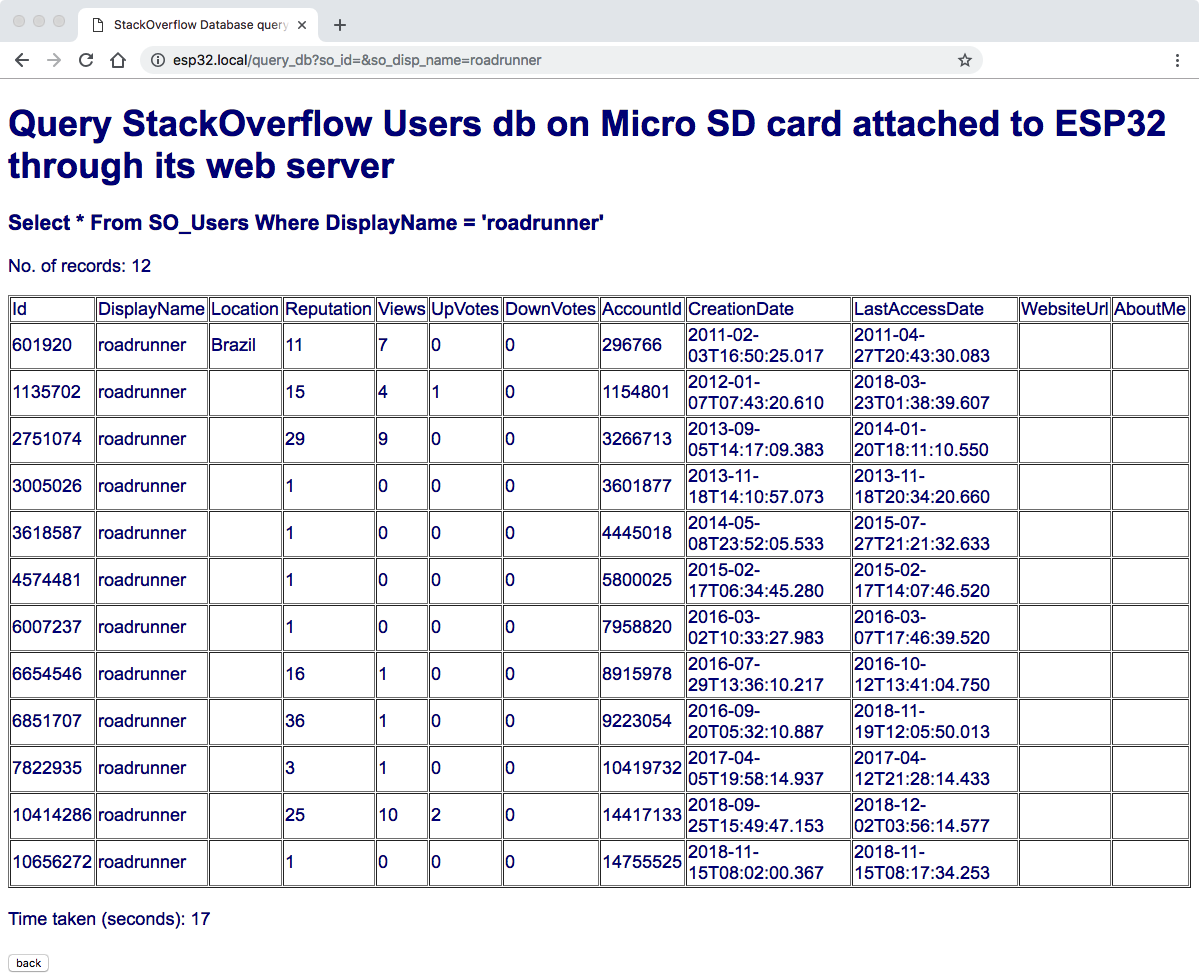 StackOverflow Database query
esp32.local/query_db?so_id=&so_disp_name=roadrunner
Query StackOverflow Users db on Micro SD card attached to ESP32
through its web server
Select * From SO_Users Where DisplayName = 'roadrunner'
No. of records: 12
Id DisplayName Location Reputation Views UpVotes DownVotes AccountId CreationDate LastAccessDate WebsiteUrl AboutMe
601920 roadrunner Brazil 11 7 0 0 296766 2011-02-03T16:50:25.017 2011-04-27T20:43:30.083
1135702 roadrunner 15 4 1 0 1154801 2012-01-07T07:43:20.610 2018-03-23T01:38:39.607
2751074 roadrunner 29 9 0 0 3266713 2013-09-05T14:17:09.383 2014-01-20T18:11:10.550
3005026 roadrunner 1 0 0 0 3601877 2013-11-18T14:10:57.073 2013-11-18T20:34:20.660
3618587 roadrunner 1 0 0 0 4445018 2014-05-08T23:52:05.533 2015-07-27T21:21:32.633
4574481 roadrunner 1 0 0 0 5800025 2015-02-17T06:34:45.280 2015-02-17T14:07:46.520
6007237 roadrunner 1 0 0 0 7958820 2016-03-02T10:33:27.983 2016-03-07T17:46:39.520
6654546 roadrunner 16 1 0 0 8915978 2016-07-29T13:36:10.217 2016-10-12T13:41:04.750
6851707 roadrunner 36 1 0 0 9223054 2016-09-20T05:32:10.887 2018-11-19T12:05:50.013
7822935 roadrunner 3 1 0 0 10419732 2017-04-05T19:58:14.937 2017-04-12T21:28:14.433
10414286 roadrunner 25 10 2 0 14417133 2018-09-25T15:49:47.153 2018-12-02T03:56:14.577
10656272 roadrunner 1 0 0 0 14755525 2018-11-15T08:02:00.367 2018-11-15T08:17:34.253
Time taken (seconds): 17
back